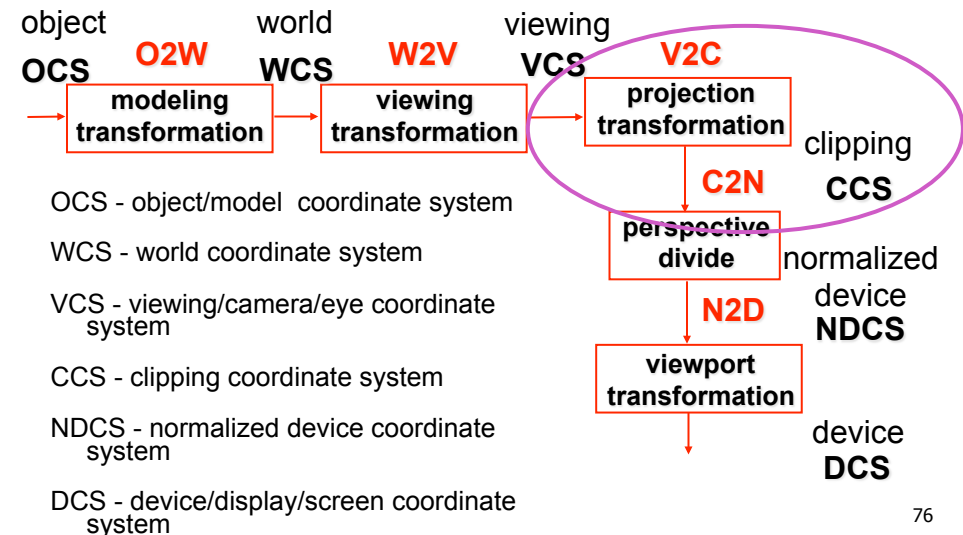 object world viewing
OCS O2W WCS W2V VCS V2C
modeling transformation
viewing transformation
projection transformation
clipping
CCS
C2N
OCS - object/model coordinate system
WCS - world coordinate system
VCS - viewing/camera/eye coordinate
system
CCS - clipping coordinate system
NDCS - normalized device coordinate
system
DCS - device/display/screen coordinate
system
perspective
divide
normalized
device
NDCS
N2D
viewport
transformation
device
DCS
76